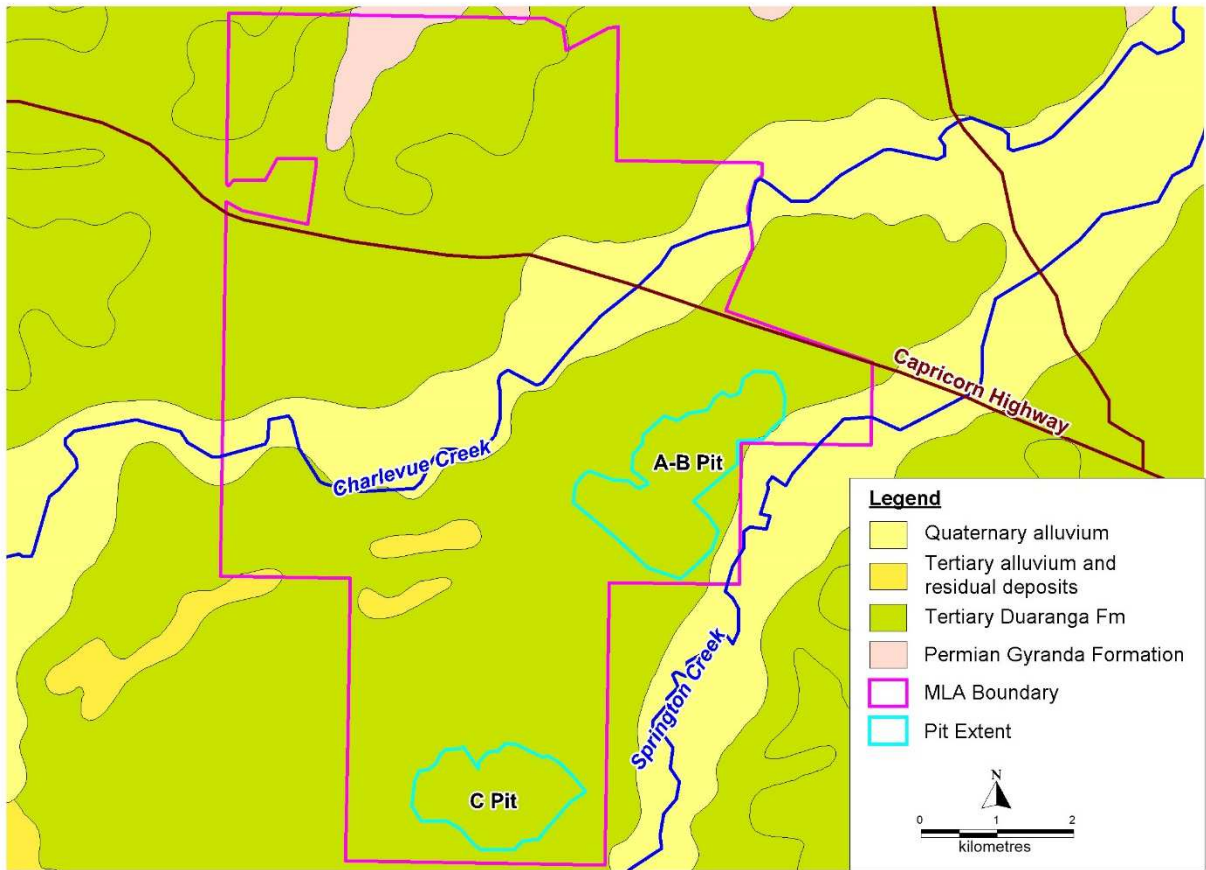 Capricorn Highway
A-B Pit
Charlevue Creek
Springton Creek
C Pit
Legend
Quaternary alluvium
Tertiary alluvium and
residual deposits
Tertiary Duaranga Fm
Permian Gyranda Formation
MLA Boundary
Pit Extent
N
0 1 2
kilometres